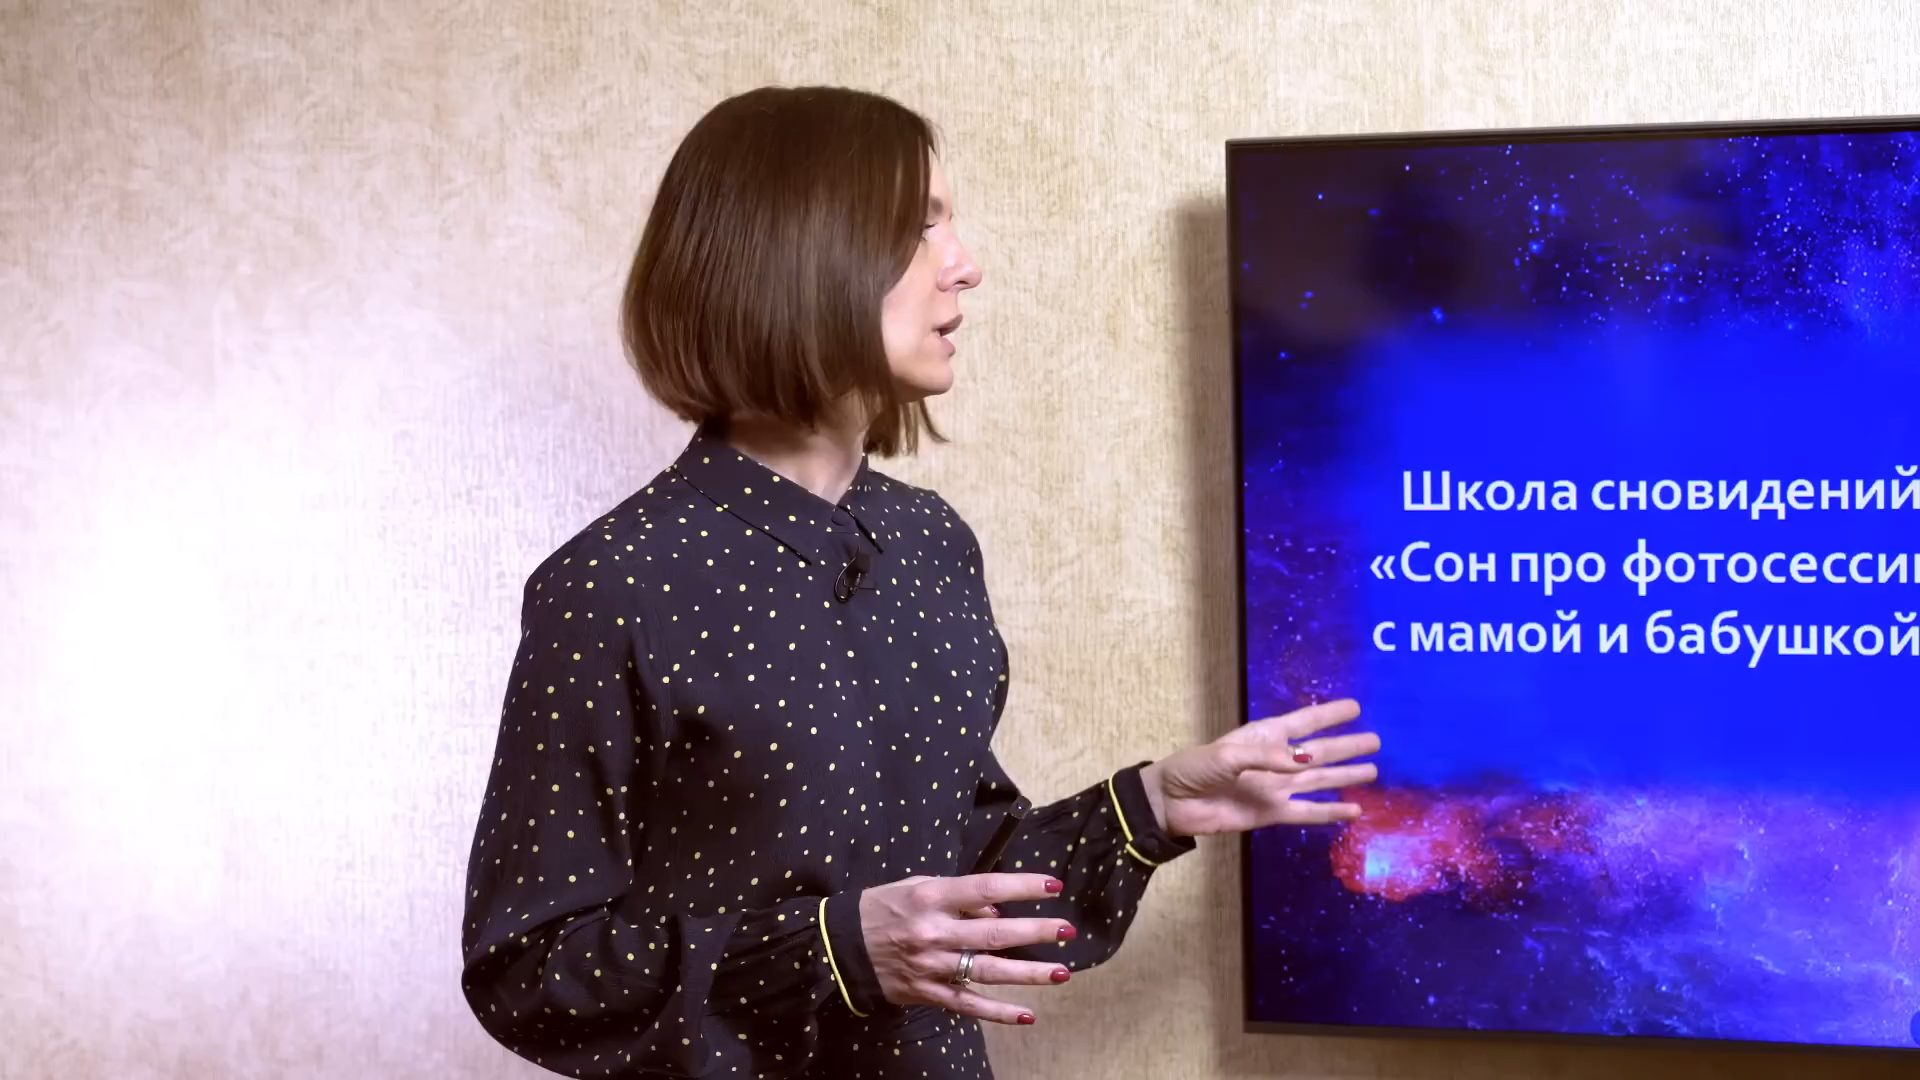 Школа сновидений
«Сон про фотосесси
с мамой и бабушкой